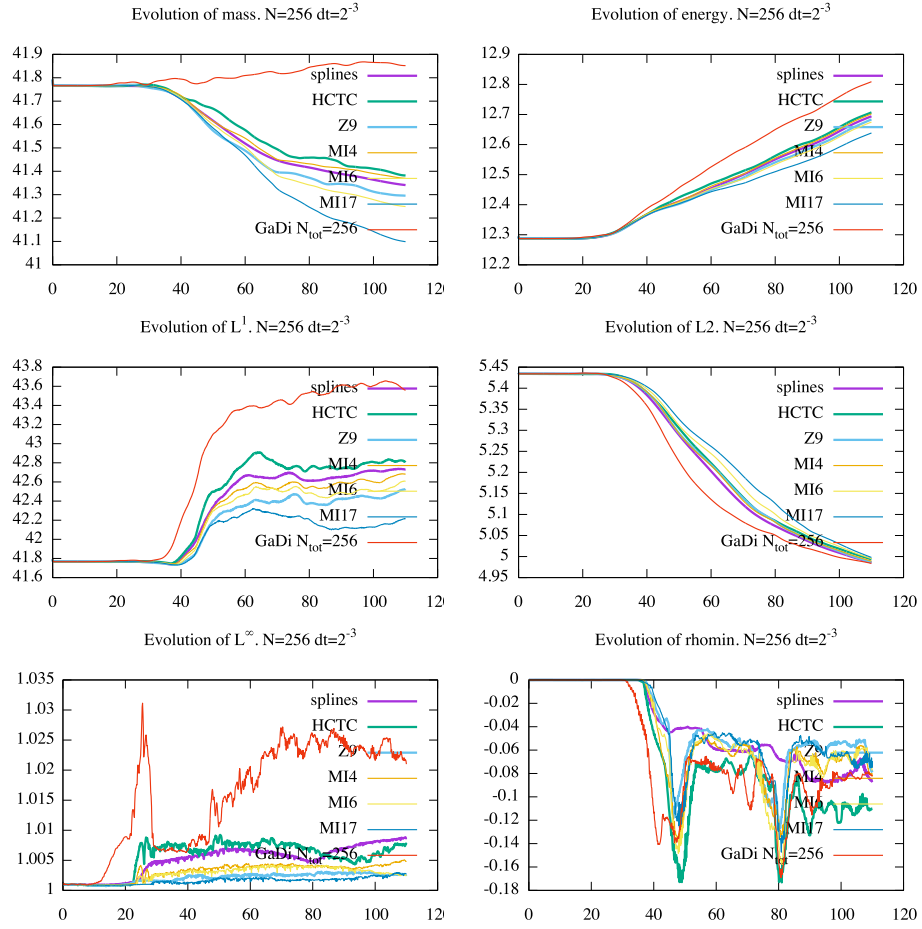 Evolution of mass. N=256 dt=2^-3
41.9
41.8
41.7
41.6
41.5
41.4
41.3
41.2
41.1
41
0 20 40 60 80 100 12
splines
HCTC
Z9
MI4
MI6
MI17
GaDi N_tot=256
Evolution of energy. N=256 dt=2^-3
12.9
12.8
12.7
12.6
12.5
12.4
12.3
12.2
0 20 40 60 80 100 120
splines
HCTC
Z9
MI4
MI6
MI17
GaDi N_tot=256
Evolution of L^1. N=256 dt=2^-3
43.8
43.6
43.4
43.2
43
42.8
42.6
42.4
42.2
42
41.8
41.6
0 20 40 60 80 100 12
splines
HCTC
Z9
MI4
MI6
MI17
GaDi N_tot=256
Evolution of L2. N=256 dt=2^-3
5.45
5.4
5.35
5.3
5.25
5.2
5.15
5.1
5.05
5
4.95
0 20 40 60 80 100 120
splines
HCTC
Z9
MI4
MI6
MI17
GaDi N_tot=256
Evolution of L^∞. N=256 dt=2^-3
1.035
1.03
1.025
1.02
1.015
1.01
1.005
1
0 20 40 60 80 100 12
splines
HCTC
Z9
MI4
MI6
MI17
GaDi N_tot=256
Evolution of rhomin. N=256 dt=2^-3
0
-0.02
-0.04
-0.06
-0.08
-0.1
-0.12
-0.14
-0.16
-0.18
0 20 40 60 80 100 120
splines
HCTC
Z9
MI4
MI6
MI17
GaDi N_tot=256